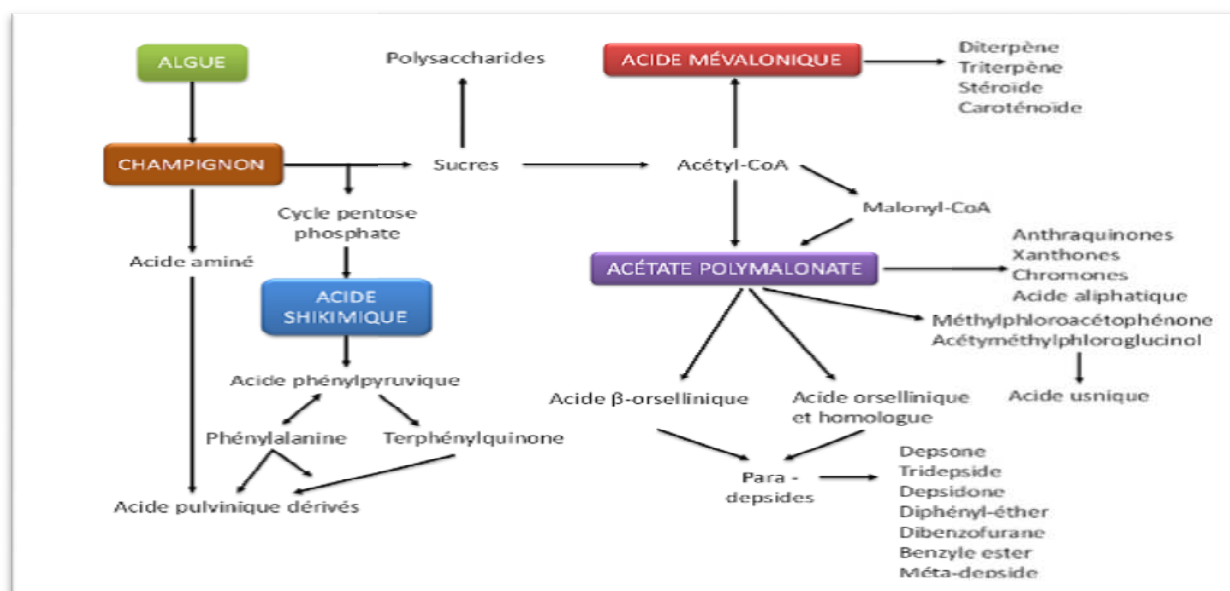 ALGUE
Polysaccharides
ACIDE MÉVALONIQUE
Diterpène
Triterpène
Stéroïde
Caroténoïde
CHAMPIGNON
Sucres
Acétyl-CoA
Cycle pentose
phosphate
Malonyl-CoA
Acide aminé
ACÉTATE POLYMALONATE
Anthraquinones
Xanthones
Chromones
Acide aliphatique
ACIDE
SHIKIMIQUE
Méthylphloroacétophénone
Acétyméthylphloroglucinol
Acide phénylpyruvique
Acide β-orsellinique
Acide orsellinique
et homologue
Acide usnique
Phénylalanine
Terphénylquinone
Para -
depsides
Depsone
Tridepside
Depsidone
Diphényl-éther
Dibenzofurane
Benzyle ester
Méta-depside
Acide pulvinique dérivés